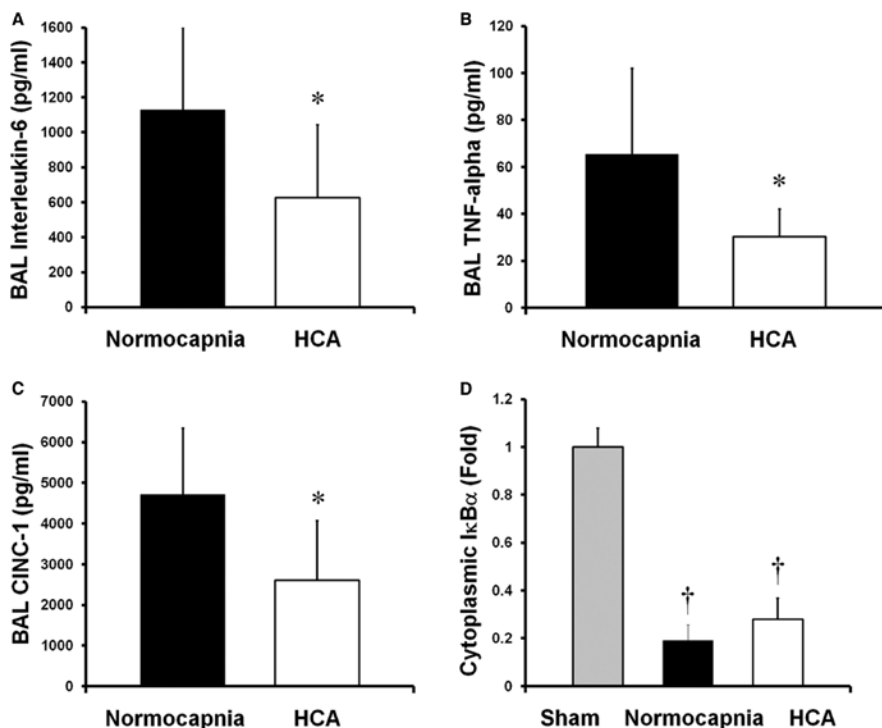 A
BAL Interleukin-6 (pg/ml)
1600
1400
1200
1000
800
600
400
200
0
*
Normocapnia HCA
B
BAL TNF-alpha (pg/ml)
120
100
80
60
40
20
0
*
Normocapnia HCA
C
BAL CINC-1 (pg/ml)
7000
6000
5000
4000
3000
2000
1000
0
*
Normocapnia HCA
D
Cytoplasmic IκBα (Fold)
1.2
1
0.8
0.6
0.4
0.2
0
† †
Sham Normocapnia HCA